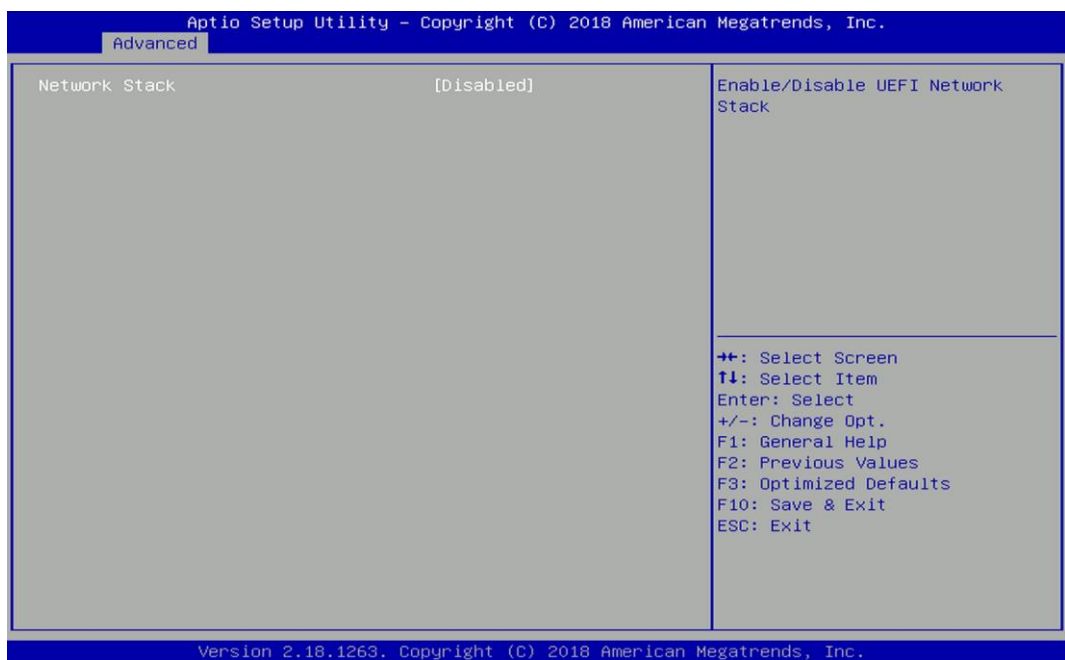 Aptio Setup Utility – Copyright (C) 2018 American Megatrends, Inc.
Advanced
Network Stack [Disabled]
Enable/Disable UEFI Network
Stack
→←: Select Screen
↑↓: Select Item
Enter: Select
+/-: Change Opt.
F1: General Help
F2: Previous Values
F3: Optimized Defaults
F10: Save & Exit
ESC: Exit
Version 2.18.1263. Copyright (C) 2018 American Megatrends, Inc.